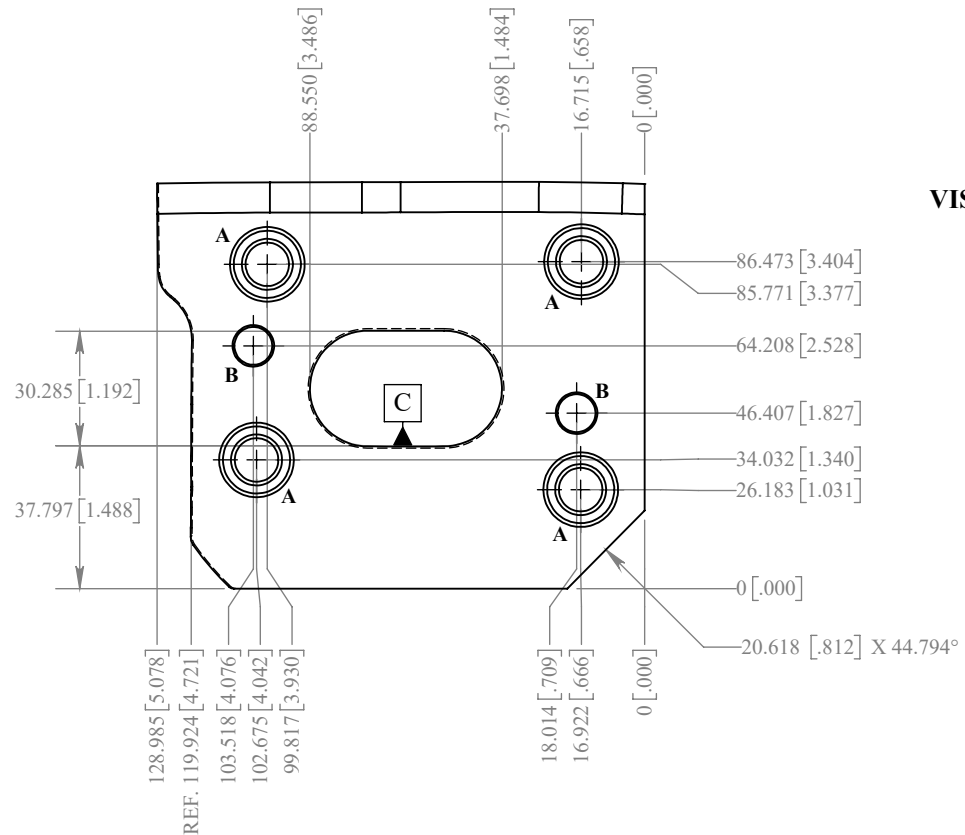 88.550 [3.486]
37.698 [1.484]
16.715 [.658]
0 [.000]
VIS
A
A
86.473 [3.404]
85.771 [3.377]
64.208 [2.528]
B
30.285 [1.192]
C
B
46.407 [1.827]
34.032 [1.340]
26.183 [1.031]
A
A
37.797 [1.488]
0 [.000]
20.618 [.812] X 44.794°
128.985 [5.078]
REF. 119.924 [4.721]
103.518 [4.076]
102.675 [4.042]
99.817 [3.930]
18.014 [.709]
16.922 [.666]
0 [.000]